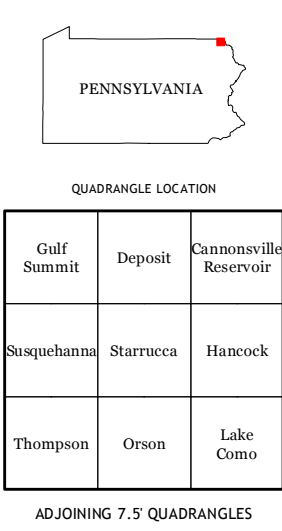 PENNSYLVANIA
QUADRANGLE LOCATION
Gulf
Summit
Deposit
Cannonsville
Reservoir
Susquehanna
Starrucca
Hancock
Thompson
Orson
Lake
Como
ADJOINING 7.5' QUADRANGLES